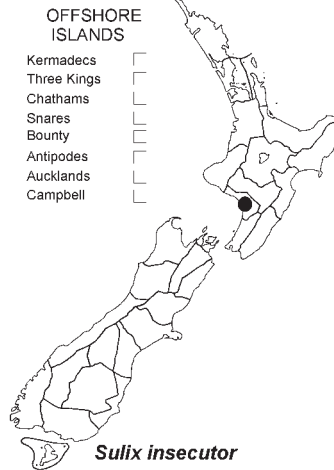 OFFSHORE
ISLANDS
Kermadecs
Three Kings
Chathams
Snares
Bounty
Antipodes
Aucklands
Campbell
Sulix insecutor